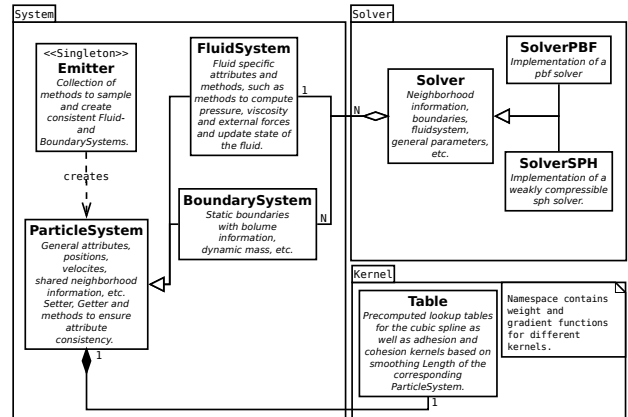 System
<<Singleton>>
Emitter
Collection of
methods to sample
and create
consistent Fluid-
and
BoundarySystems.
creates
ParticleSystem
General attributes,
positions,
velocites,
shared neighborhood
information, etc.
Setter, Getter and
methods to ensure
attribute
consistency.
1
FluidSystem
Fluid specific
attributes and
methods, such as
methods to compute
pressure, viscosity
and external forces
and update state of
the fluid.
1
BoundarySystem
Static boundaries
with bolume
information,
dynamic mass, etc.
N
Solver
N
Solver
Neighborhood
information,
boundaries,
fluidsystem,
general parameters,
etc.
SolverPBF
Implementation of a
pbf solver
SolverSPH
Implementation of a
weakly compressible
sph solver.
Kernel
Table
Precomputed lookup tables
for the cubic spline as
well as adhesion and
cohesion kernels based on
smoothing Length of the
corresponding
ParticleSystem.
1
Namespace contains
weight and
gradient functions
for different
kernels.